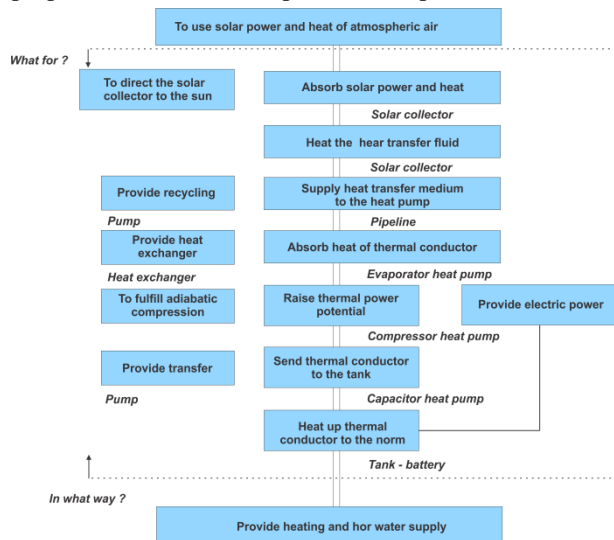 To use solar power and heat of atmospheric air
What for ?
To direct the solar
collector to the sun
Absorb solar power and heat
Solar collector
Heat the hear transfer fluid
Solar collector
Provide recycling
Supply heat transfer medium
to the heat pump
Pump
Pipeline
Provide heat
exchanger
Absorb heat of thermal conductor
Heat exchanger
Evaporator heat pump
To fulfill adiabatic
compression
Raise thermal power
potential
Provide electric power
Compressor heat pump
Provide transfer
Send thermal conductor
to the tank
Pump
Capacitor heat pump
Heat up thermal
conductor to the norm
Tank - battery
In what way ?
Provide heating and hor water supply